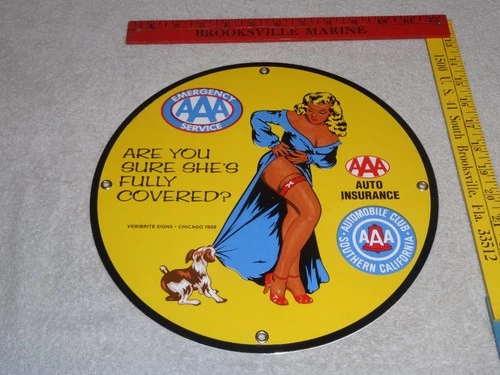 BROOKSVILLE MARINE
EMERGENCY
AAA
SERVICE
ARE YOU
SURE SHE'S
FULLY
COVERED?
VERIBRITE SIGNS • CHICAGO 1958
AAA
AUTO
INSURANCE
• AUTOMOBILE CLUB •
AAA
SOUTHERN CALIFORNIA
1500 U.S. 41 South Brooksville, Fla. 33512